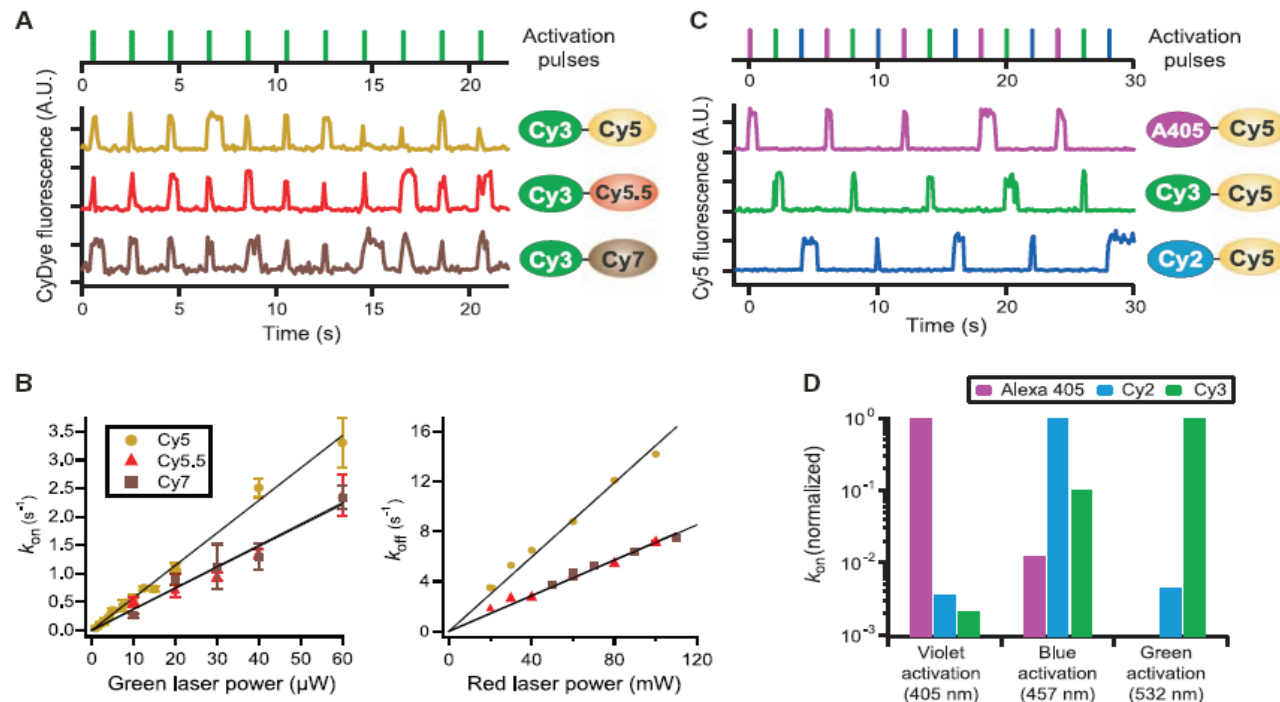 A
Activation
pulses
0 5 10 15 20
CyDye fluorescence (A.U.)
Cy3 Cy5
Cy3 Cy5.5
Cy3 Cy7
0 5 10 15 20
Time (s)
C
Activation
pulses
0 10 20 30
Cy5 fluorescence (A.U.)
A405 Cy5
Cy3 Cy5
Cy2 Cy5
0 10 20 30
Time (s)
B
3.5
3.0
2.5
2.0
1.5
1.0
0.5
0.0
kon (s⁻¹)
Cy5
Cy5.5
Cy7
0 10 20 30 40 50 60
Green laser power (µW)
16
12
8
4
0
koff (s⁻¹)
0 40 80 120
Red laser power (mW)
D
Alexa 405 Cy2 Cy3
10⁰
10⁻¹
10⁻²
10⁻³
kon (normalized)
Violet
activation
(405 nm)
Blue
activation
(457 nm)
Green
activation
(532 nm)